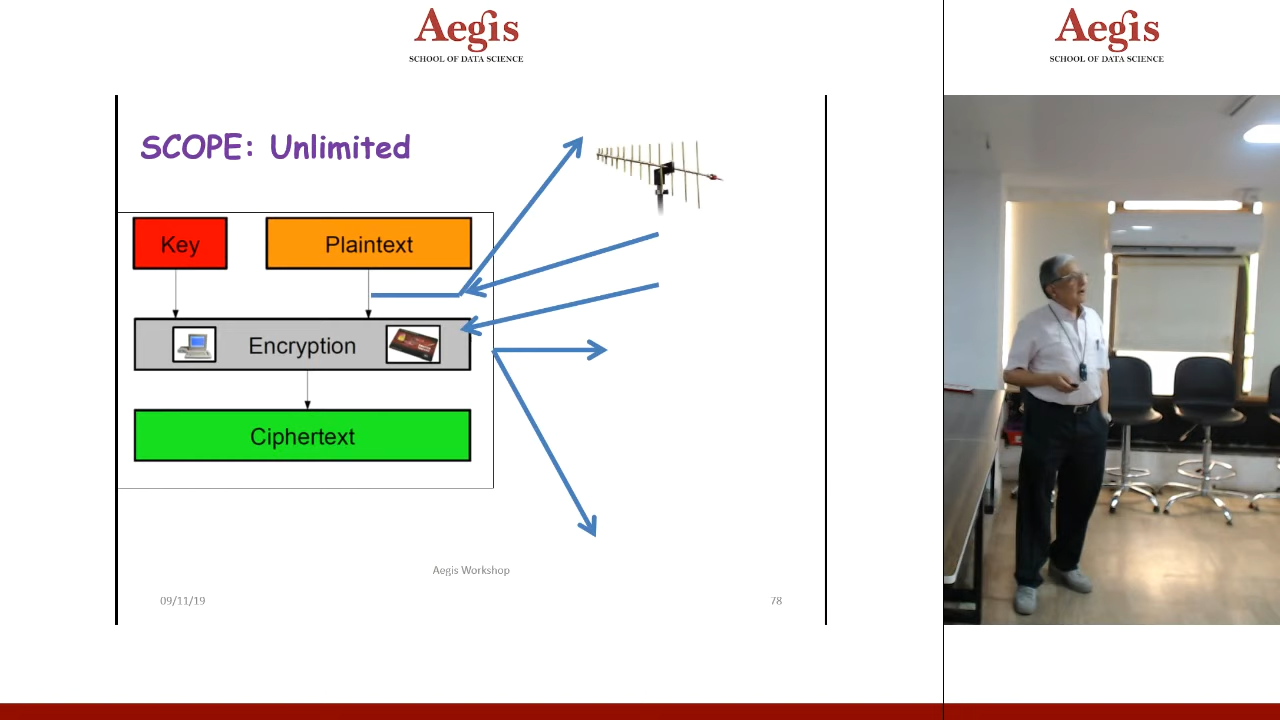 Aegis
SCHOOL OF DATA SCIENCE
Aegis
SCHOOL OF DATA SCIENCE
SCOPE: Unlimited
Key
Plaintext
Encryption
Ciphertext
Aegis Workshop
09/11/19
78